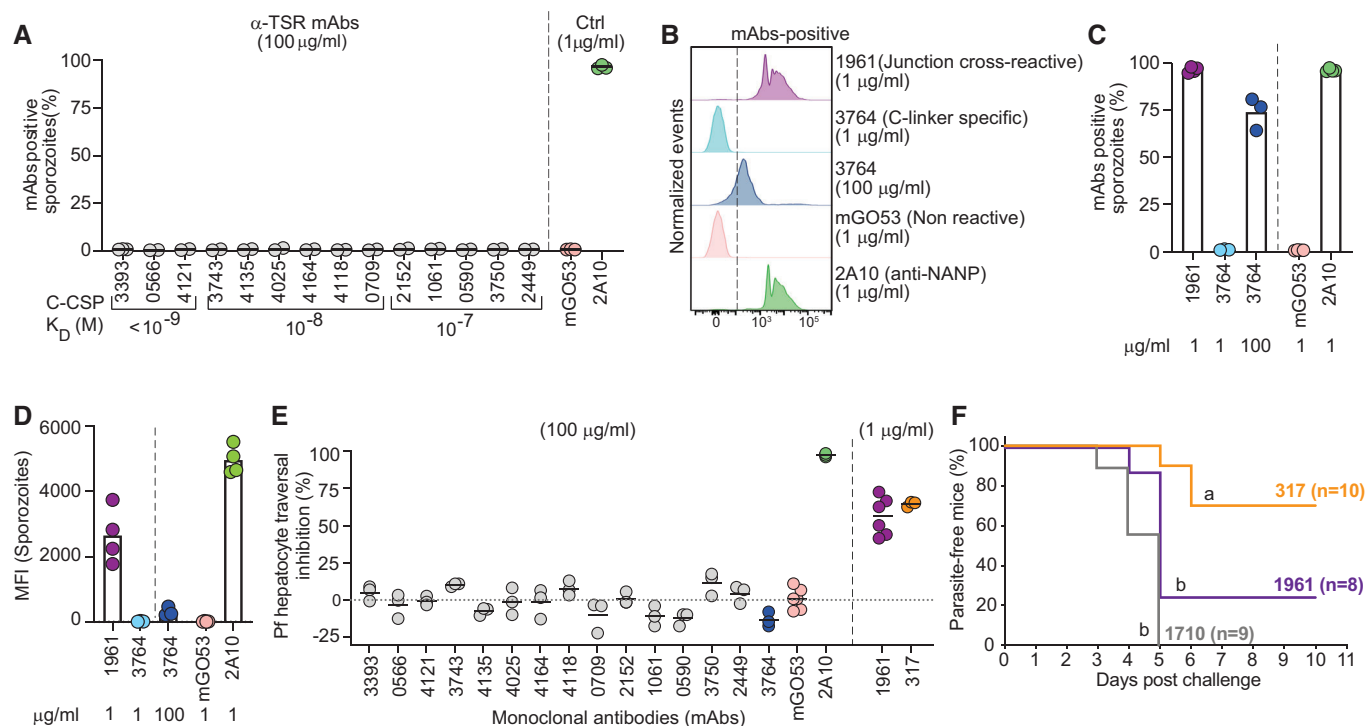 A
α-TSR mAbs
(100 μg/ml)
Ctrl
(1μg/ml)
mAbspositive
sporozoites(%)
100
75
50
25
0
3393
0566
4121
3743
4135
4025
4164
4118
0709
2152
1061
0590
3750
2449
mGO53
2A10
C-CSP
K_D (M)
<10^-9
10^-8
10^-7
B
mAbs-positive
Normalized events
1961 (Junction cross-reactive)
(1 μg/ml)
3764 (C-linker specific)
(1 μg/ml)
3764
(100 μg/ml)
mGO53 (Non reactive)
(1 μg/ml)
2A10 (anti-NANP)
(1 μg/ml)
0 10^3 10^5
C
mAbs positive
sporozoites (%)
100
75
50
25
0
1961
3764
3764
mGO53
2A10
μg/ml 1 1 100 1 1
D
MFI (Sporozoites)
6000
4000
2000
0
1961
3764
3764
mGO53
2A10
μg/ml 1 1 100 1 1
E
(100 μg/ml)
(1 μg/ml)
Pf hepatocyte traversal
inhibition (%)
100
75
50
25
0
-25
3393
0566
4121
3743
4135
4025
4164
4118
0709
2152
1061
0590
3750
2449
3764
mGO53
2A10
1961
317
Monoclonal antibodies (mAbs)
F
Parasite-free mice (%)
100
80
60
40
20
0
a
317 (n=10)
b
1961 (n=8)
b
1710 (n=9)
0 1 2 3 4 5 6 7 8 9 10 11
Days post challenge